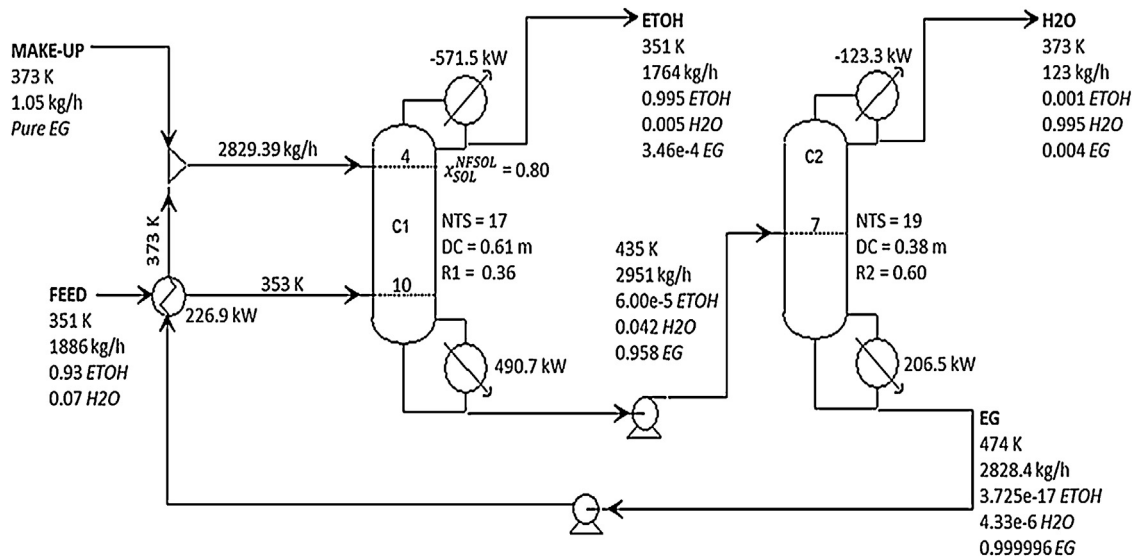 MAKE-UP
373 K
1.05 kg/h
Pure EG
2829.39 kg/h
373 K
FEED
351 K
1886 kg/h
0.93 ETOH
0.07 H2O
226.9 kW
353 K
-571.5 kW
4
x_SOL^NFSOL = 0.80
C1
10
NTS = 17
DC = 0.61 m
R1 = 0.36
490.7 kW
ETOH
351 K
1764 kg/h
0.995 ETOH
0.005 H2O
3.46e-4 EG
435 K
2951 kg/h
6.00e-5 ETOH
0.042 H2O
0.958 EG
-123.3 kW
C2
7
NTS = 19
DC = 0.38 m
R2 = 0.60
206.5 kW
H2O
373 K
123 kg/h
0.001 ETOH
0.995 H2O
0.004 EG
EG
474 K
2828.4 kg/h
3.725e-17 ETOH
4.33e-6 H2O
0.999996 EG